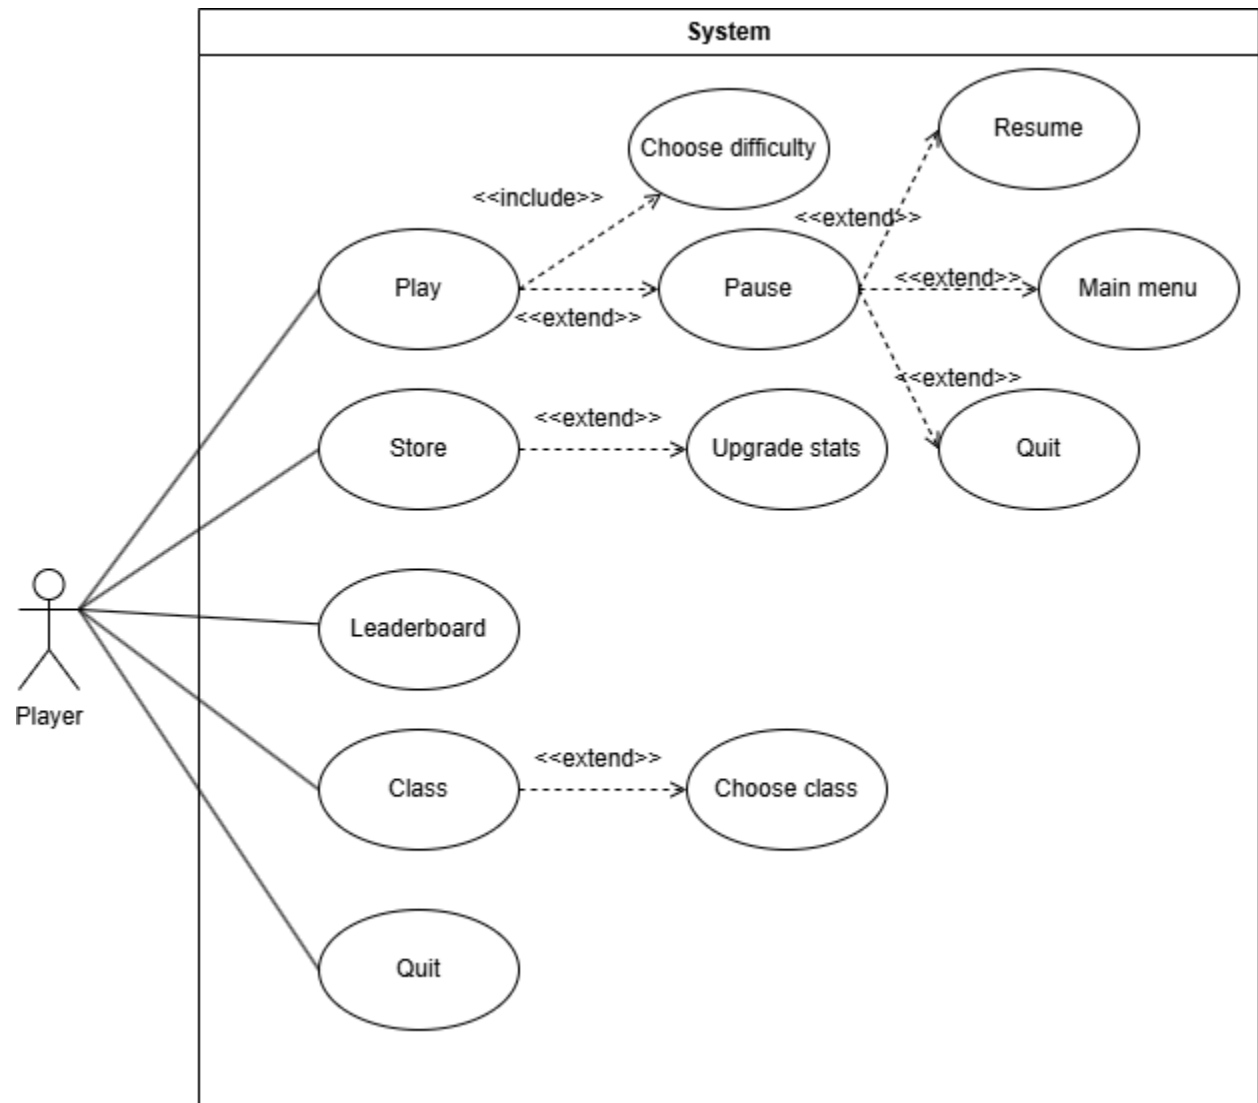 System
Choose difficulty
Resume
<<include>>
<<extend>>
Play
Pause
<<extend>>
Main menu
<<extend>>
<<extend>>
Store
<<extend>>
Upgrade stats
Quit
Leaderboard
Player
Class
<<extend>>
Choose class
Quit